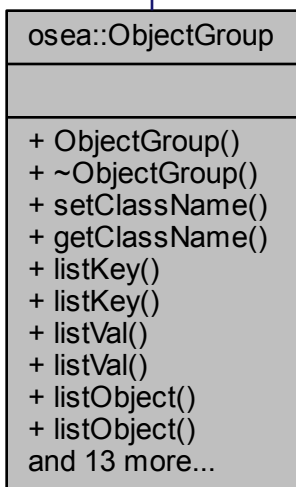 osea::ObjectGroup
+ ObjectGroup()
+ ~ObjectGroup()
+ setClassName()
+ getClassName()
+ listKey()
+ listKey()
+ listVal()
+ listVal()
+ listObject()
+ listObject()
and 13 more...